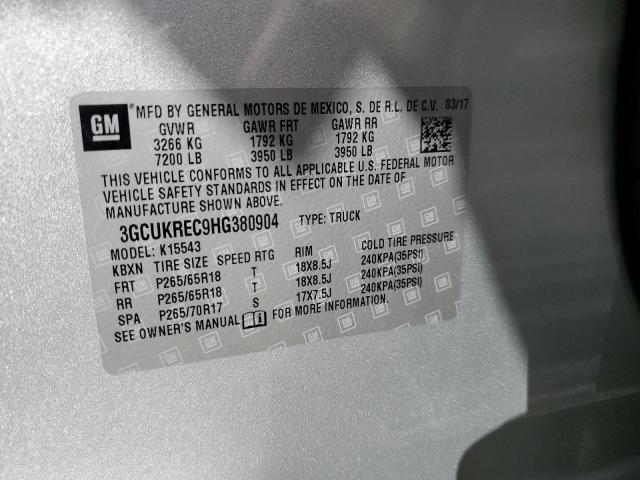 GM ® MFD BY GENERAL MOTORS DE MEXICO, S. DE R.L. DE C.V. 03/17
GVWR GAWR FRT GAWR RR
3266 KG 1792 KG 1792 KG
7200 LB 3950 LB 3950 LB
THIS VEHICLE CONFORMS TO ALL APPLICABLE U.S. FEDERAL MOTOR
VEHICLE SAFETY STANDARDS IN EFFECT ON THE DATE OF
MANUFACTURE SHOWN ABOVE.
3GCUKREC9HG380904 TYPE: TRUCK
MODEL: K15543
KBXN TIRE SIZE SPEED RTG RIM COLD TIRE PRESSURE
FRT P265/65R18 T 18X8.5J 240KPA(35PSI)
RR P265/65R18 T 18X8.5J 240KPA(35PSI)
SPA P265/70R17 S 17X7.5J 240KPA(35PSI)
SEE OWNER'S MANUAL FOR MORE INFORMATION.